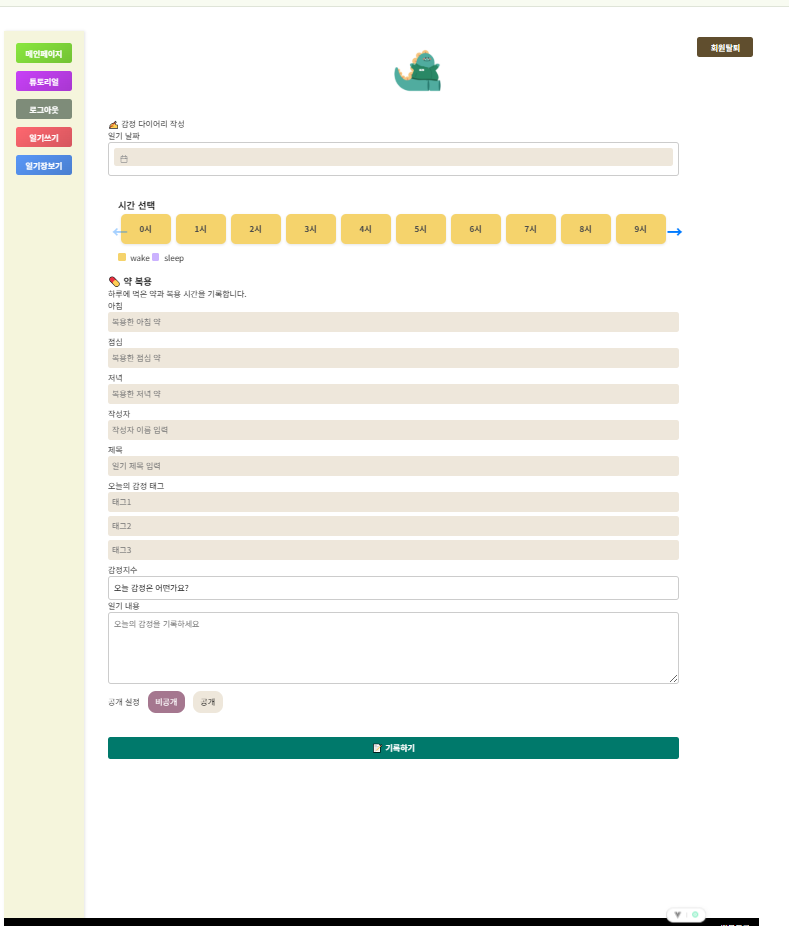 회원탈퇴
메인페이지
튜토리얼
로그아웃
일기쓰기
일기장보기
감정 다이어리 작성
일기 날짜
시간 선택
← 0시 1시 2시 3시 4시 5시 6시 7시 8시 9시 →
wake sleep
약 복용
하루에 먹은 약과 복용 시간을 기록합니다.
아침
복용한 아침 약
점심
복용한 점심 약
저녁
복용한 저녁 약
작성자
작성자 이름 입력
제목
일기 제목 입력
오늘의 감정 태그
태그1
태그2
태그3
감정지수
오늘 감정은 어떤가요?
일기 내용
오늘의 감정을 기록하세요
공개 설정 비공개 공개
기록하기